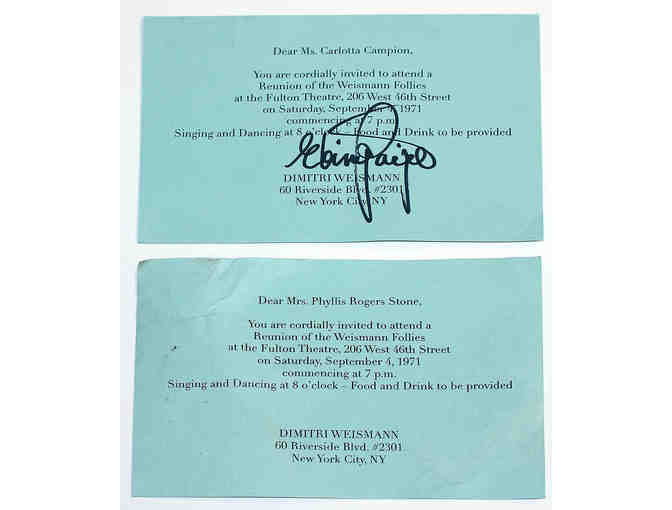 Dear Ms. Carlotta Campion,
You are cordially invited to attend a
Reunion of the Weismann Follies
at the Fulton Theatre, 206 West 46th Street
on Saturday, September 4, 1971
commencing at 7 p.m.
Singing and Dancing at 8 o'clock – Food and Drink to be provided
Elaine Paige
DIMITRI WEISMANN
60 Riverside Blvd. #2301
New York City, NY
Dear Mrs. Phyllis Rogers Stone,
You are cordially invited to attend a
Reunion of the Weismann Follies
at the Fulton Theatre, 206 West 46th Street
on Saturday, September 4, 1971
commencing at 7 p.m.
Singing and Dancing at 8 o'clock – Food and Drink to be provided
DIMITRI WEISMANN
60 Riverside Blvd. #2301
New York City, NY